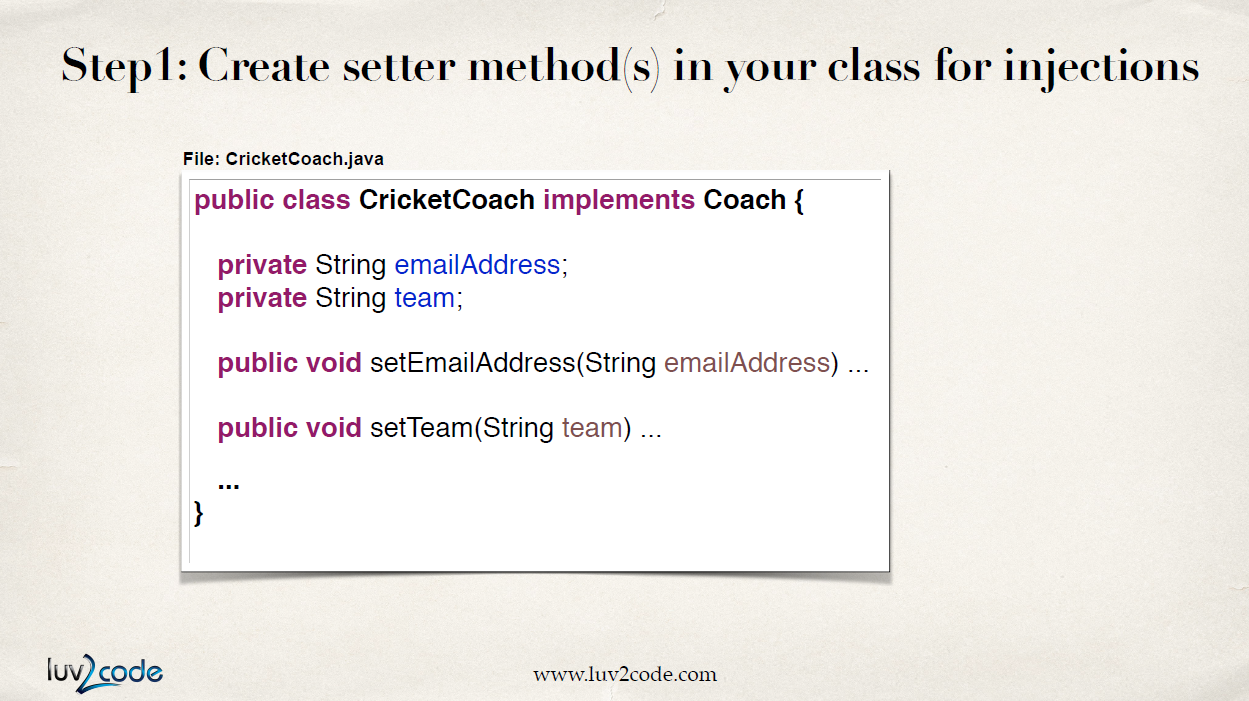 Step1: Create setter method(s) in your class for injections
File: CricketCoach.java
public class CricketCoach implements Coach {
private String emailAddress;
private String team;
public void setEmailAddress(String emailAddress) ...
public void setTeam(String team) ...
...
}
luv2code
www.luv2code.com